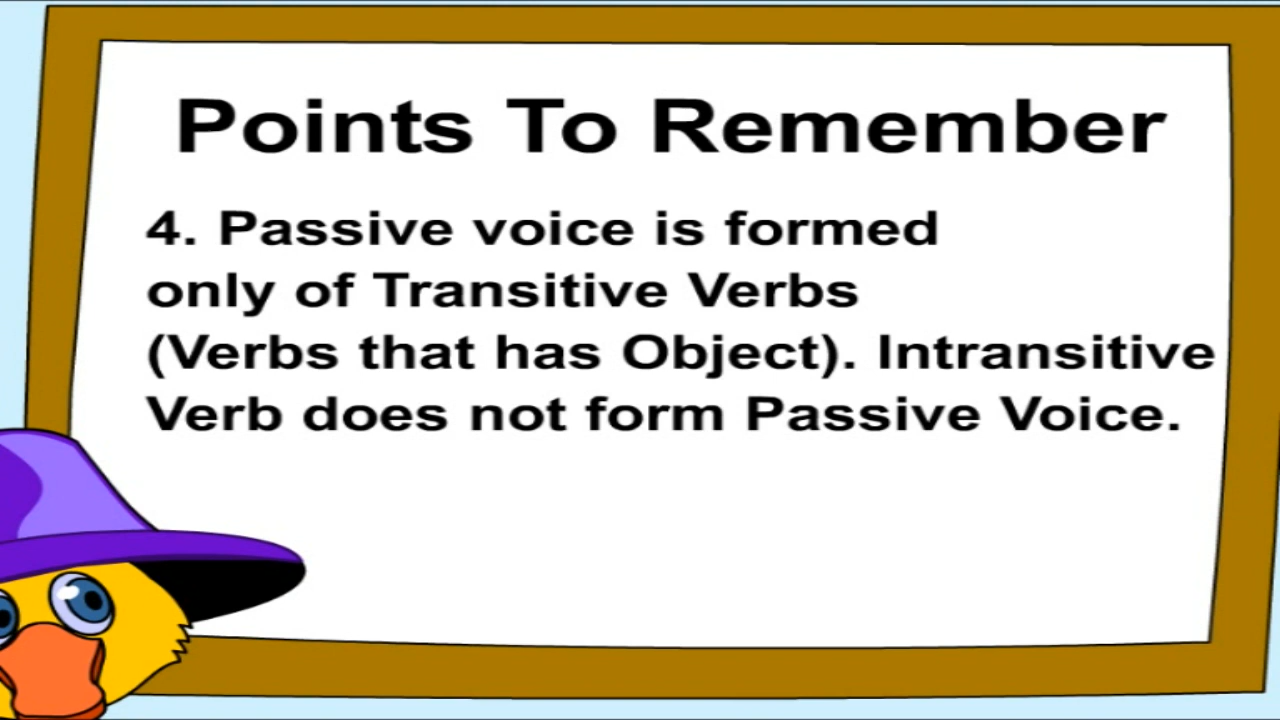 Points To Remember
4. Passive voice is formed
only of Transitive Verbs
(Verbs that has Object). Intransitive
Verb does not form Passive Voice.